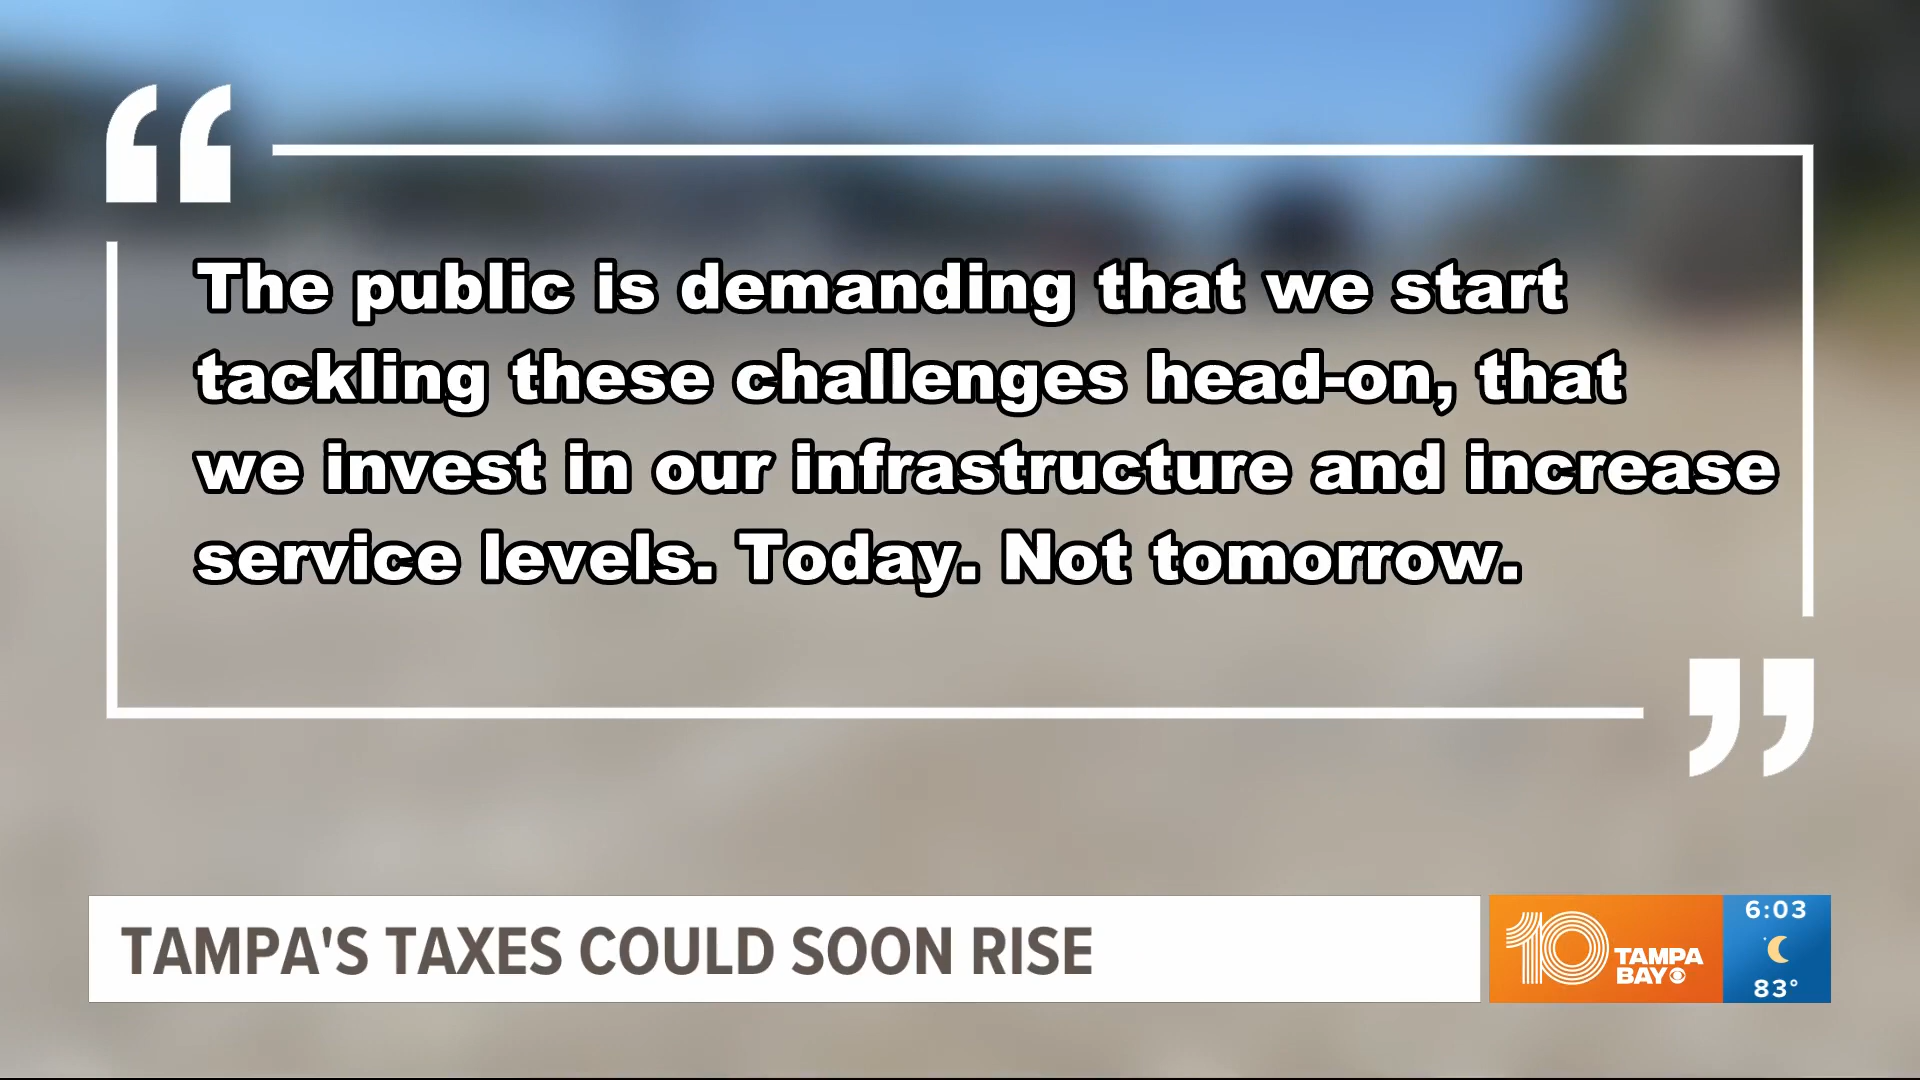 The public is demanding that we start
tackling these challenges head-on, that
we invest in our infrastructure and increase
service levels. Today. Not tomorrow.
TAMPA'S TAXES COULD SOON RISE
10 TAMPA
BAY
6:03
83°